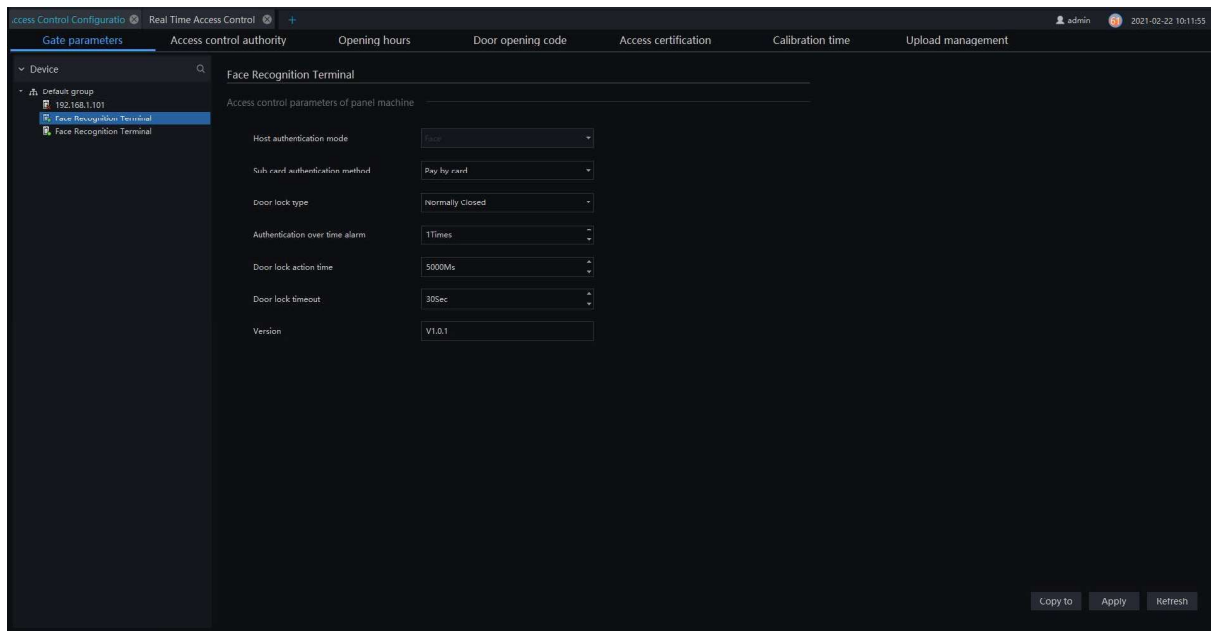 ccess Control Configuratio Real Time Access Control + admin 61 2021-02-22 10:11:55
Gate parameters Access control authority Opening hours Door opening code Access certification Calibration time Upload management
Device
Default group
192.168.1.101
Face Recognition Terminal
Face Recognition Terminal
Face Recognition Terminal
Access control parameters of panel machine
Host authentication mode Face
Sub card authentication method Pay by card
Door lock type Normally Closed
Authentication over time alarm 1Times
Door lock action time 5000Ms
Door lock timeout 30Sec
Version V1.0.1
Copy to Apply Refresh